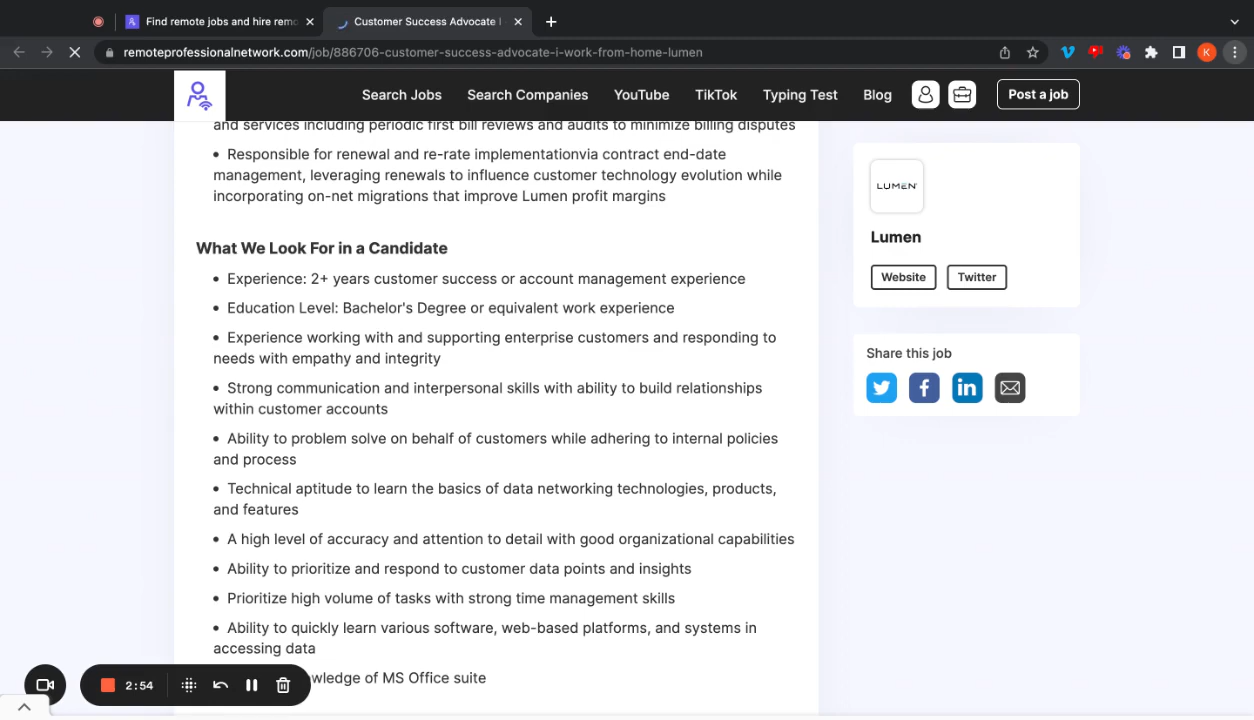 Find remote jobs and hire remo
Customer Success Advocate
remoteprofessionalnetwork.com/job/886706-customer-success-advocate-i-work-from-home-lumen
K
Search Jobs
Search Companies
YouTube
TikTok
Typing Test
Blog
Post a job
and services including periodic first bill reviews and audits to minimize billing disputes
• Responsible for renewal and re-rate implementationvia contract end-date
management, leveraging renewals to influence customer technology evolution while
incorporating on-net migrations that improve Lumen profit margins
What We Look For in a Candidate
• Experience: 2+ years customer success or account management experience
• Education Level: Bachelor's Degree or equivalent work experience
• Experience working with and supporting enterprise customers and responding to
needs with empathy and integrity
• Strong communication and interpersonal skills with ability to build relationships
within customer accounts
• Ability to problem solve on behalf of customers while adhering to internal policies
and process
• Technical aptitude to learn the basics of data networking technologies, products,
and features
• A high level of accuracy and attention to detail with good organizational capabilities
• Ability to prioritize and respond to customer data points and insights
• Prioritize high volume of tasks with strong time management skills
• Ability to quickly learn various software, web-based platforms, and systems in
accessing data
wledge of MS Office suite
LUMEN
Lumen
Website
Twitter
Share this job
2:54